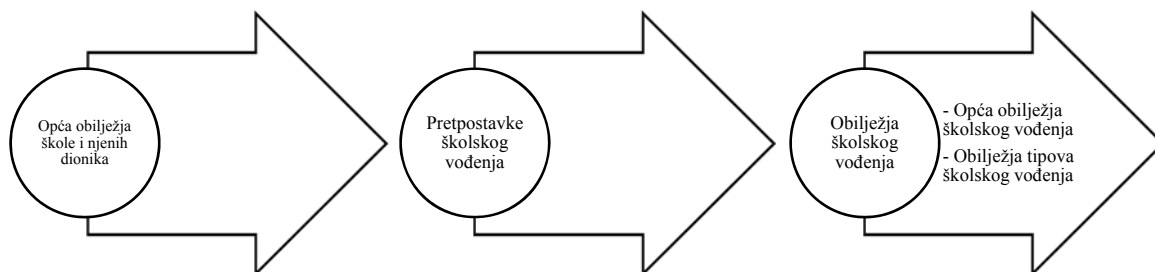 Opća obilježja
škole i njenih
dionika
Pretpostavke
školskog
vođenja
Obilježja
školskog
vođenja
- Opća obilježja
školskog vođenja
- Obilježja tipova
školskog vođenja